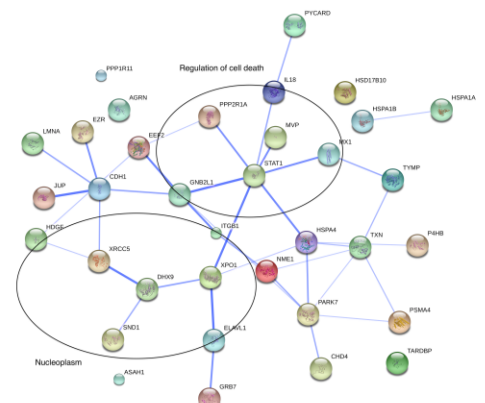 PYCARD
PPP1R11
Regulation of cell death
IL18
HSD17B10
AGRN
PPP2R1A
HSPA1B
HSPA1A
EZR
MVP
LMNA
EEF2
MX1
STAT1
TYMP
CDH1
GNB2L1
JUP
ITGB1
HDGF
HSPA4
TXN
P4HB
XRCC5
XPO1
NME1
DHX9
PARK7
PSMA4
SND1
ELAVL1
Nucleoplasm
CHD4
TARDBP
ASAH1
GRB7